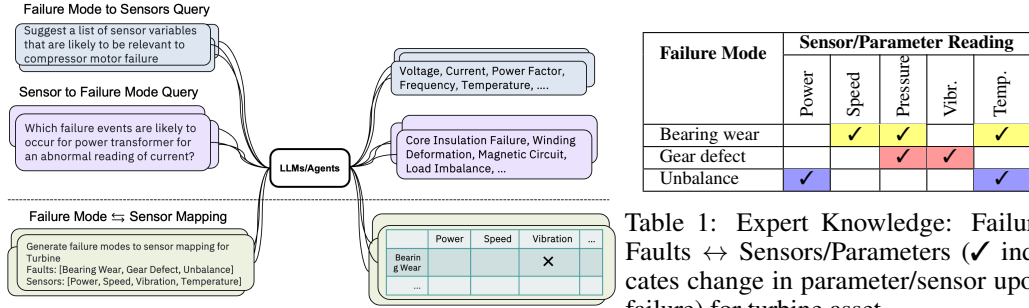 Failure Mode to Sensors Query
Suggest a list of sensor variables
that are likely to be relevant to
compressor motor failure
Sensor to Failure Mode Query
Which failure events are likely to
occur for power transformer for
an abnormal reading of current?
LLMs/Agents
Voltage, Current, Power Factor,
Frequency, Temperature, ....
Core Insulation Failure, Winding
Deformation, Magnetic Circuit,
Load Imbalance, ...
Failure Mode ⇆ Sensor Mapping
Generate failure modes to sensor mapping for
Turbine
Faults: [Bearing Wear, Gear Defect, Unbalance]
Sensors: [Power, Speed, Vibration, Temperature]
Power Speed Vibration ...
Bearin
g Wear ✕
...
Failure Mode Sensor/Parameter Reading
Power Speed Pressure Vibr. Temp.
Bearing wear ✓ ✓ ✓
Gear defect ✓ ✓
Unbalance ✓ ✓
Table 1: Expert Knowledge: Failur
Faults ↔ Sensors/Parameters (✓ ind
cates change in parameter/sensor upo
failure) for turbine asset